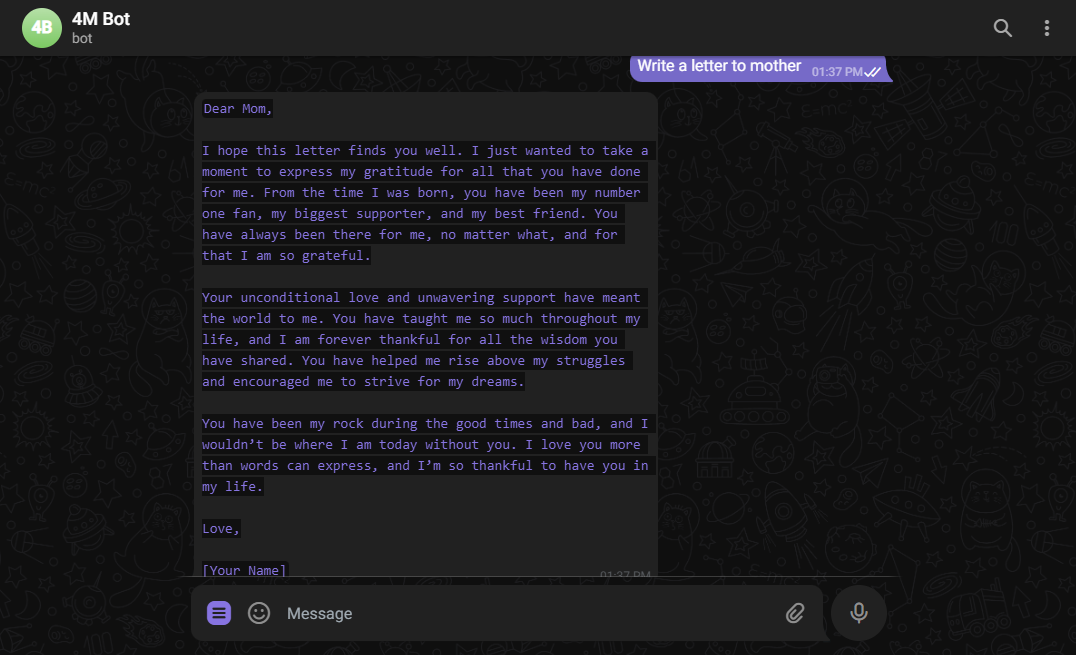 4B
4M Bot
bot
Write a letter to mother 01:37 PM
Dear Mom,
I hope this letter finds you well. I just wanted to take a
moment to express my gratitude for all that you have done
for me. From the time I was born, you have been my number
one fan, my biggest supporter, and my best friend. You
have always been there for me, no matter what, and for
that I am so grateful.
Your unconditional love and unwavering support have meant
the world to me. You have taught me so much throughout my
life, and I am forever thankful for all the wisdom you
have shared. You have helped me rise above my struggles
and encouraged me to strive for my dreams.
You have been my rock during the good times and bad, and I
wouldn’t be where I am today without you. I love you more
than words can express, and I’m so thankful to have you in
my life.
Love,
[Your Name]
01:37 PM
Message